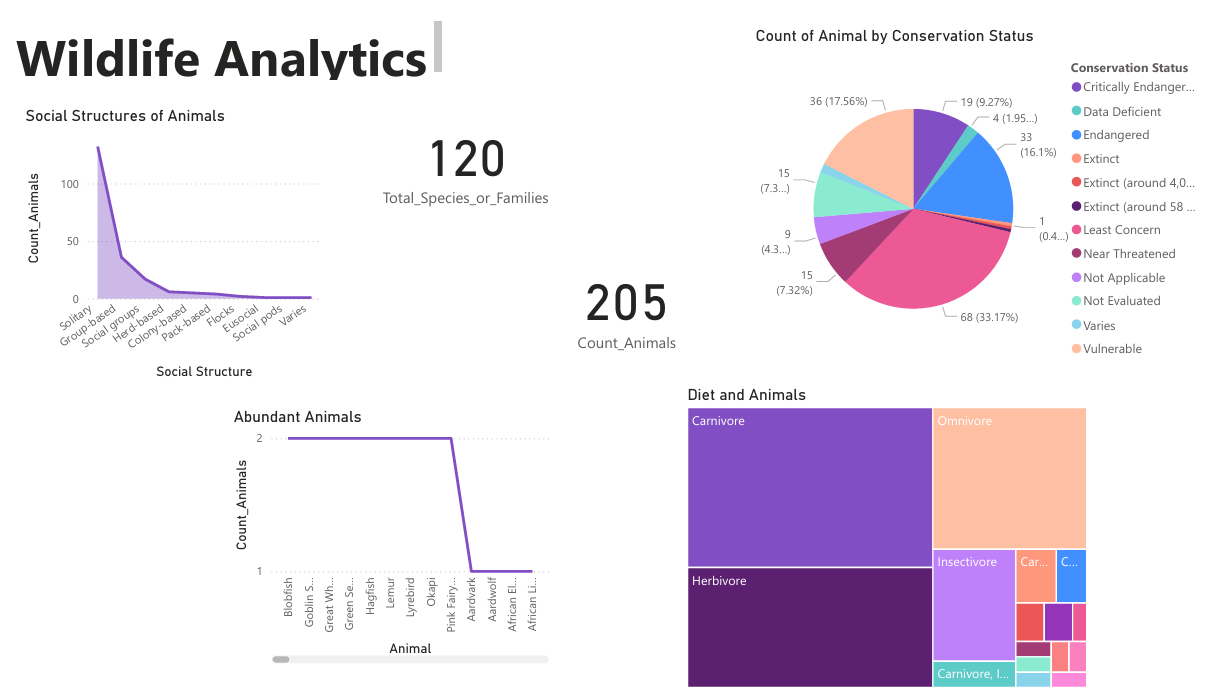 Wildlife Analytics
Social Structures of Animals
Count_Animals
100
50
0
Solitary
Group-based
Social groups
Herd-based
Colony-based
Pack-based
Flocks
Eusocial
Social pods
Varies
Social Structure
120
Total_Species_or_Families
205
Count_Animals
Count of Animal by Conservation Status
36 (17.56%)
19 (9.27%)
4 (1.95...)
33
(16.1%)
15
(7.3...)
1
(0.4...)
9
(4.3...)
15
(7.32%)
68 (33.17%)
Conservation Status
Critically Endanger...
Data Deficient
Endangered
Extinct
Extinct (around 4,0...
Extinct (around 58 ...
Least Concern
Near Threatened
Not Applicable
Not Evaluated
Varies
Vulnerable
Abundant Animals
Count_Animals
2
1
Blobfish
Goblin S...
Great Wh...
Green Se...
Hagfish
Lemur
Lyrebird
Okapi
Pink Fairy...
Aardvark
Aardwolf
African El...
African Li...
Animal
Diet and Animals
Carnivore
Omnivore
Herbivore
Insectivore
Car...
C...
Carnivore, I...